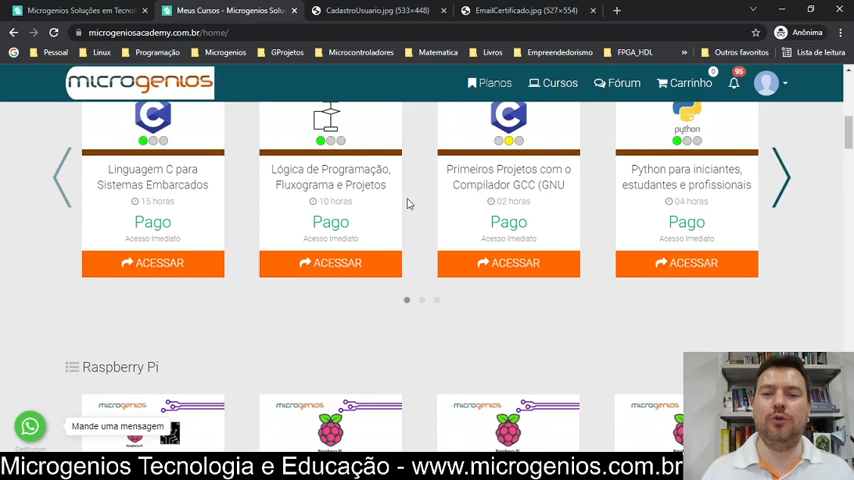 Microgenios Soluções em Tecnol
Meus Cursos - Microgenios Soluç
CadastroUsuario.jpg (533×448)
EmailCertificado.jpg (527×554)
microgeniosacademy.com.br/home/
Anônima
Pessoal
Linux
Programação
Microgenios
GProjetos
Microcontroladores
Matematica
Livros
Empreendedorismo
FPGA_HDL
Outros favoritos
Lista de leitura
microgenios
Planos
Cursos
Fórum
Carrinho
0
95
python
Linguagem C para
Sistemas Embarcados
15 horas
Pago
Acesso Imediato
ACESSAR
Lógica de Programação,
Fluxograma e Projetos
10 horas
Pago
Acesso Imediato
ACESSAR
Primeiros Projetos com o
Compilador GCC (GNU
02 horas
Pago
Acesso Imediato
ACESSAR
Python para iniciantes,
estudantes e profissionais
04 horas
Pago
Acesso Imediato
ACESSAR
Raspberry Pi
microgenios
microgenios
microgenios
microgenios
Mande uma mensagem
Microgenios Tecnologia e Educação - www.microgenios.com.br